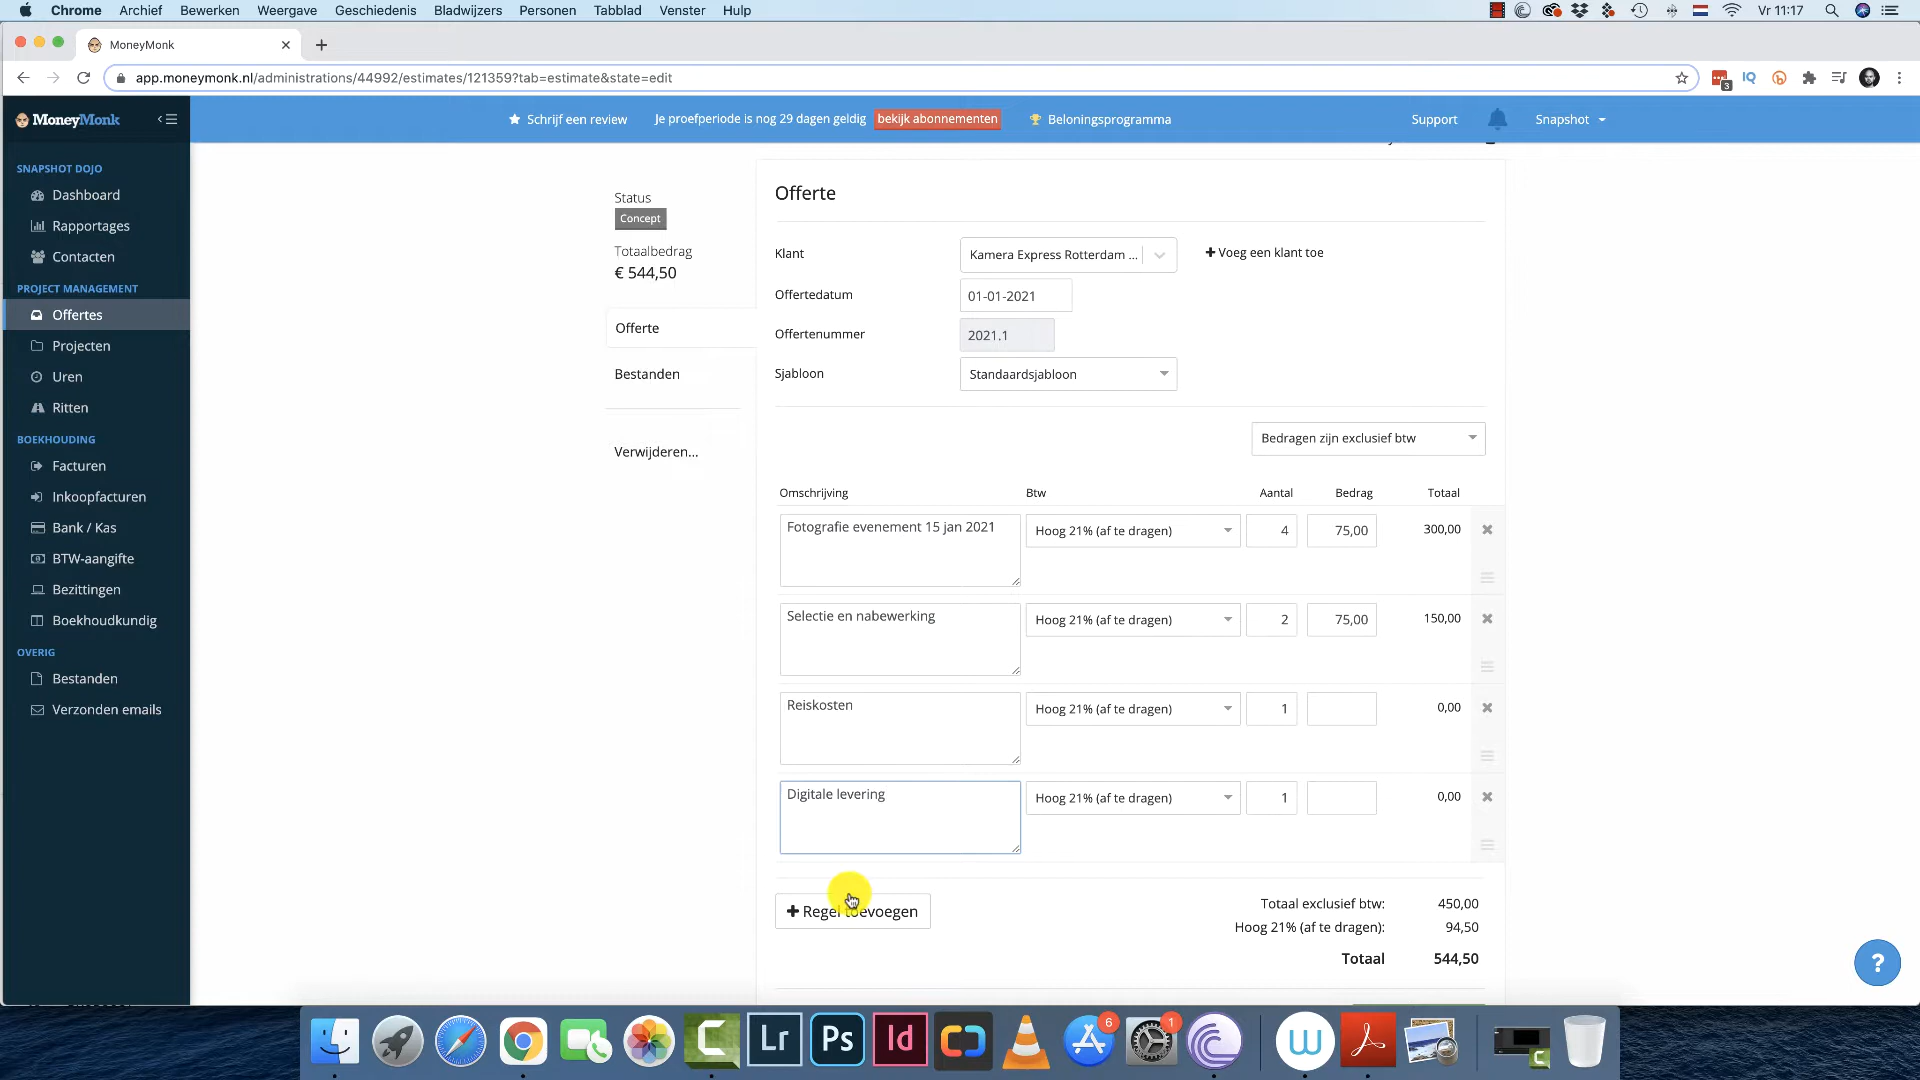 Chrome Archief Bewerken Weergave Geschiedenis Bladwijzers Personen Tabblad Venster Hulp
Vr 11:17
MoneyMonk
app.moneymonk.nl/administrations/44992/estimates/121359?tab=estimate&state=edit
3
IQ
MoneyMonk
Schrijf een review
Je proefperiode is nog 29 dagen geldig bekijk abonnementen
Beloningsprogramma
Support
Snapshot
SNAPSHOT DOJO
Dashboard
Rapportages
Contacten
PROJECT MANAGEMENT
Offertes
Projecten
Uren
Ritten
BOEKHOUDING
Facturen
Inkoopfacturen
Bank / Kas
BTW-aangifte
Bezittingen
Boekhoudkundig
OVERIG
Bestanden
Verzonden emails
Status
Concept
Totaalbedrag
€ 544,50
Offerte
Bestanden
Verwijderen...
Offerte
Klant Kamera Express Rotterdam ... Voeg een klant toe
Offertedatum 01-01-2021
Offertenummer 2021.1
Sjabloon Standaardsjabloon
Bedragen zijn exclusief btw
Omschrijving Btw Aantal Bedrag Totaal
Fotografie evenement 15 jan 2021 Hoog 21% (af te dragen) 4 75,00 300,00
Selectie en nabewerking Hoog 21% (af te dragen) 2 75,00 150,00
Reiskosten Hoog 21% (af te dragen) 1 0,00
Digitale levering Hoog 21% (af te dragen) 1 0,00
Regel toevoegen
Totaal exclusief btw: 450,00
Hoog 21% (af te dragen): 94,50
Totaal 544,50
?
Lr Ps Id 6 1 W